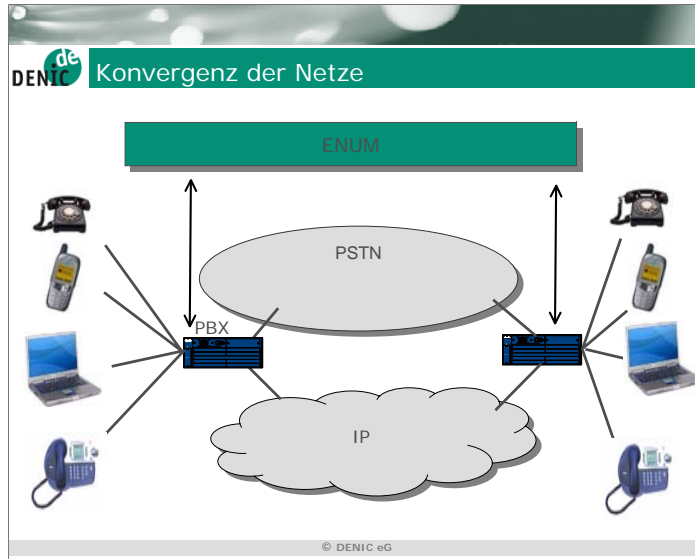 de
DENIC
Konvergenz der Netze
ENUM
PSTN
PBX
IP
© DENIC eG